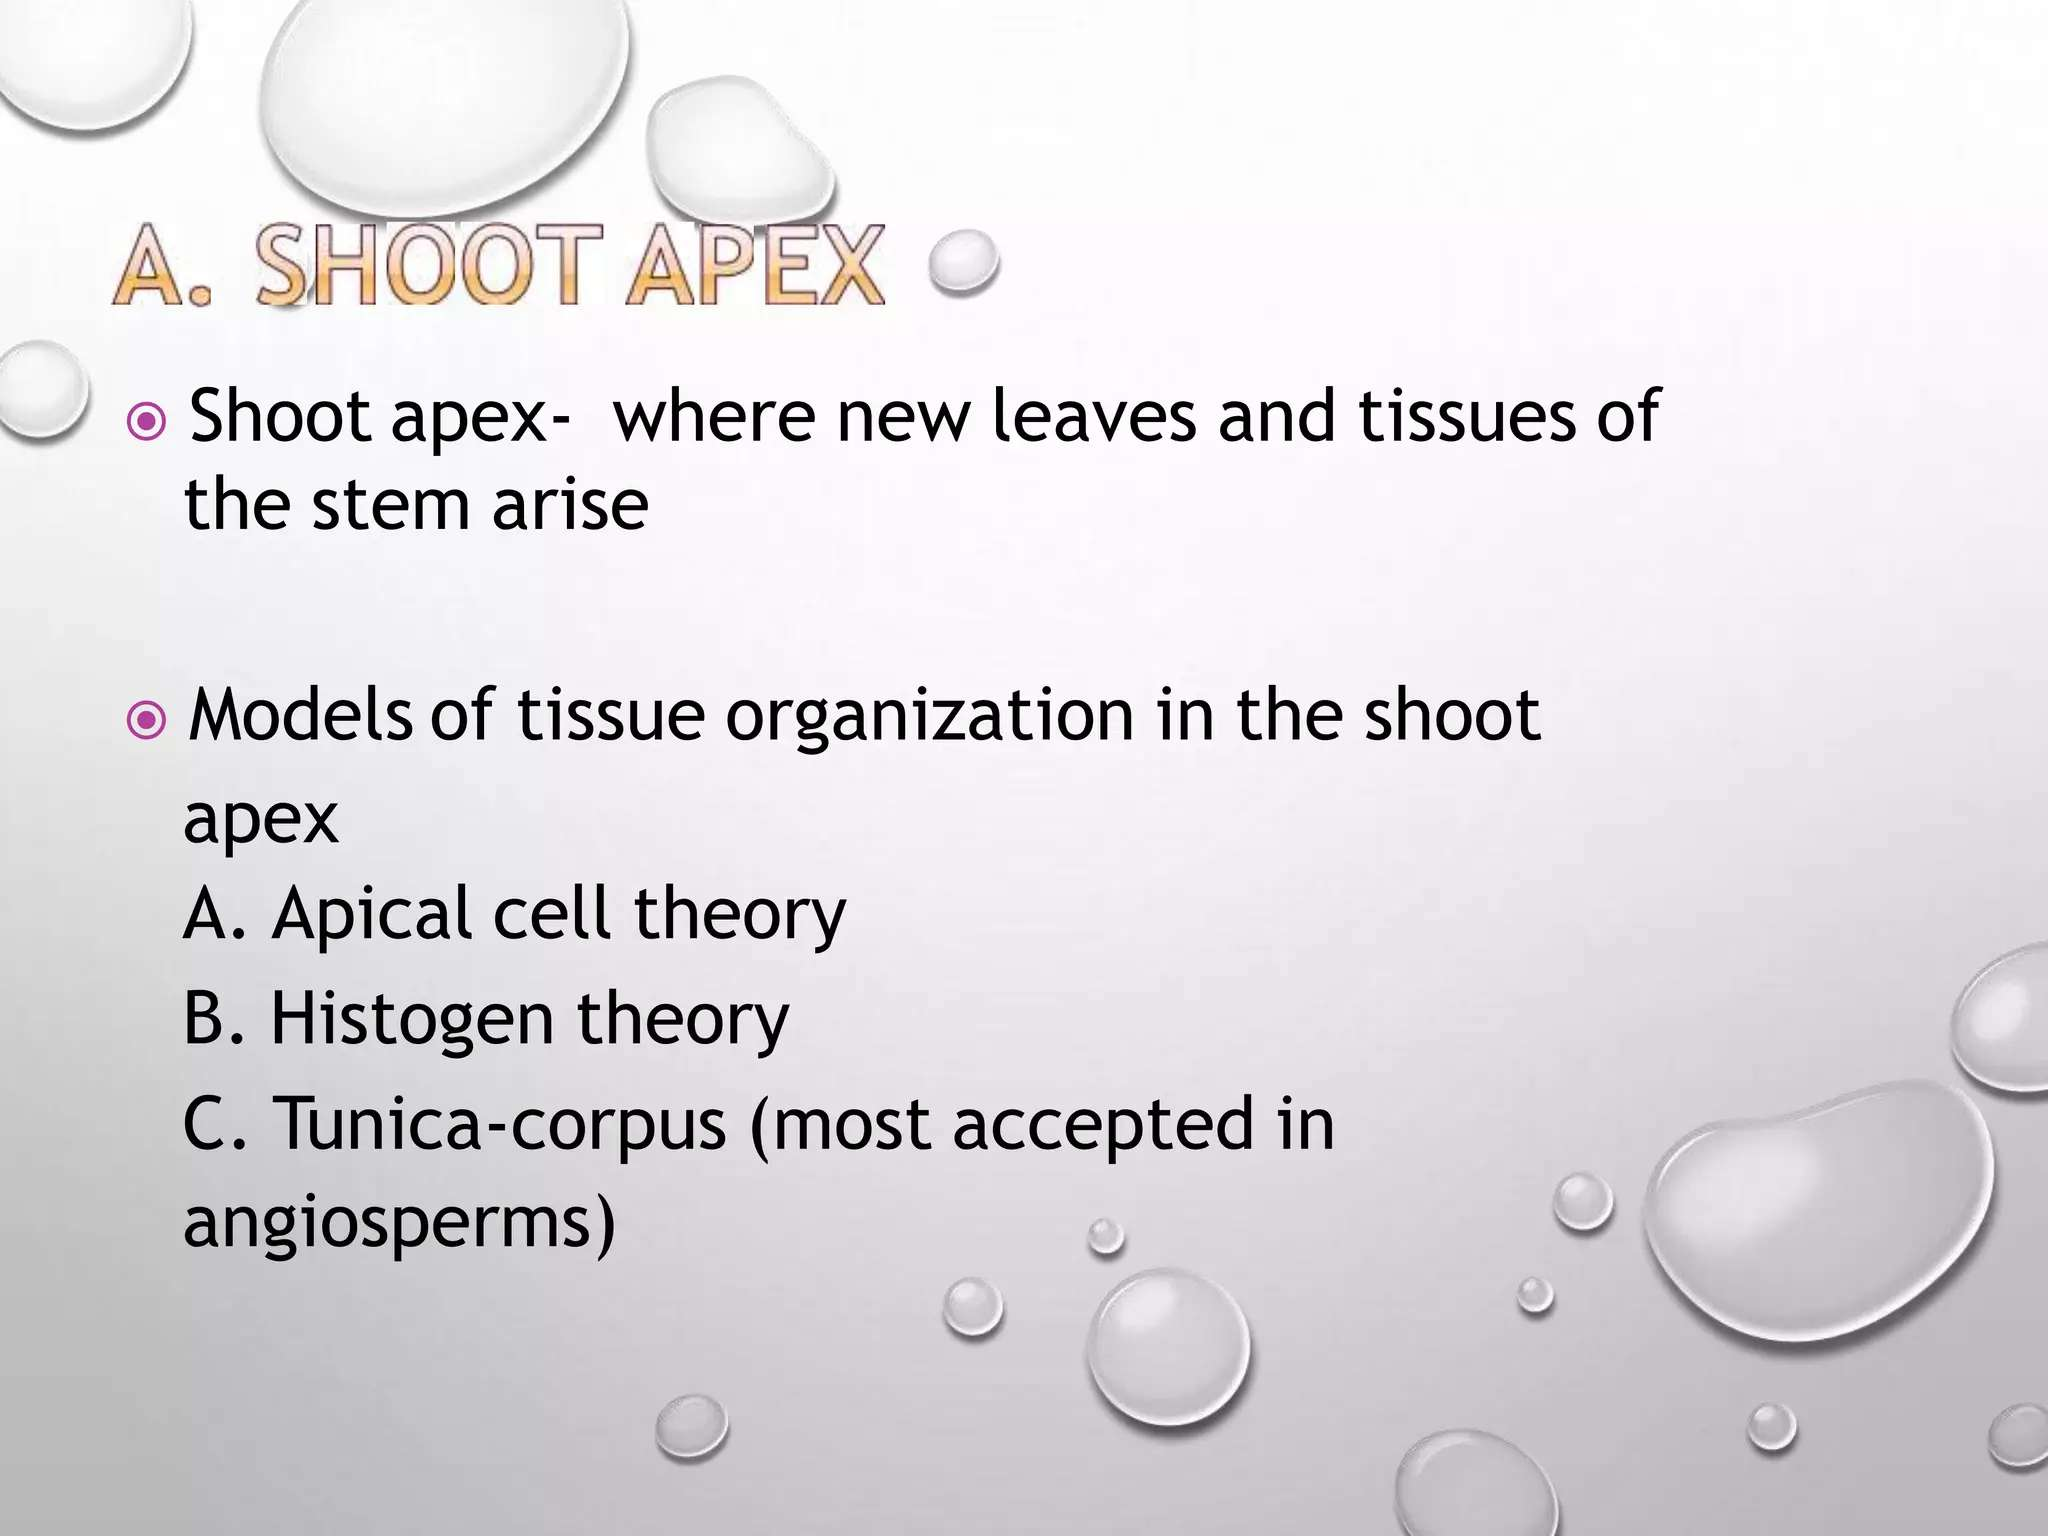 A. SHOOT APEX
Shoot apex-  where new leaves and tissues of
the stem arise
Models of tissue organization in the shoot
apex
A. Apical cell theory
B. Histogen theory
C. Tunica-corpus (most accepted in
angiosperms)